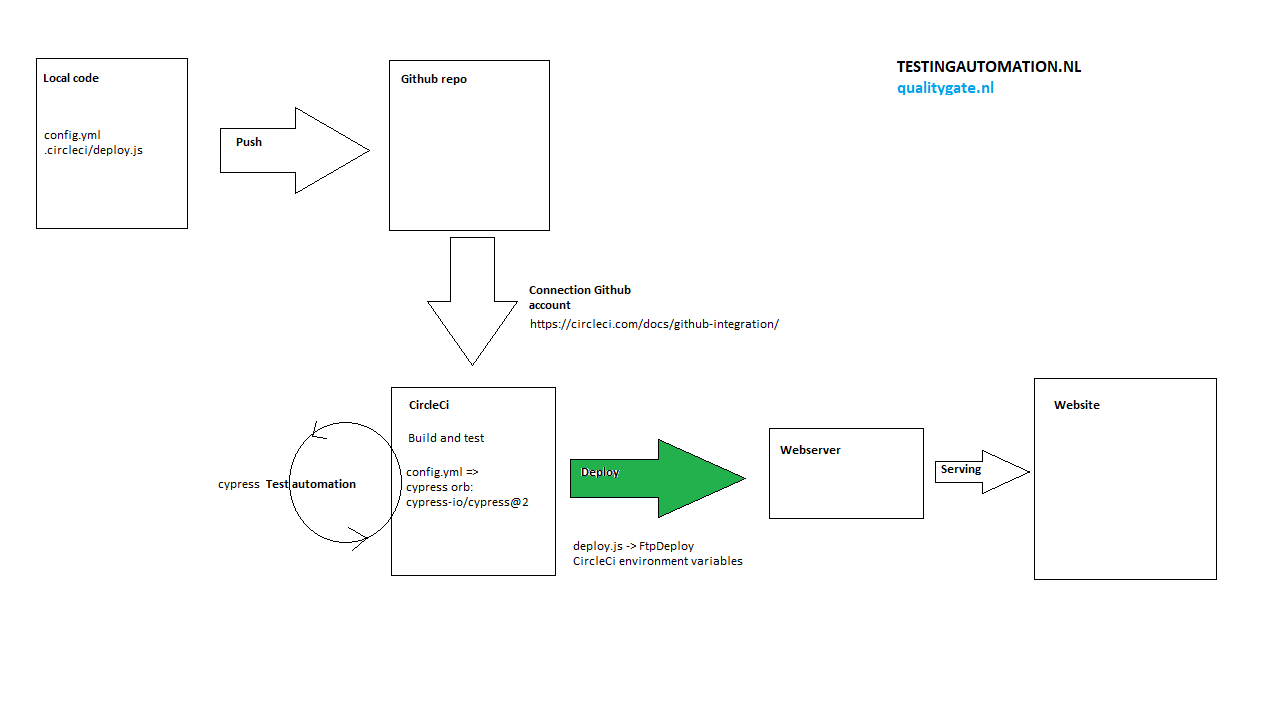 TESTINGAUTOMATION.NL
qualitygate.nl
Local code
config.yml
.circleci/deploy.js
Push
Github repo
Connection Github
account
https://circleci.com/docs/github-integration/
CircleCi
Build and test
config.yml =>
cypress orb:
cypress-io/cypress@2
cypress Test automation
Deploy
deploy.js -> FtpDeploy
CircleCi environment variables
Webserver
Serving
Website